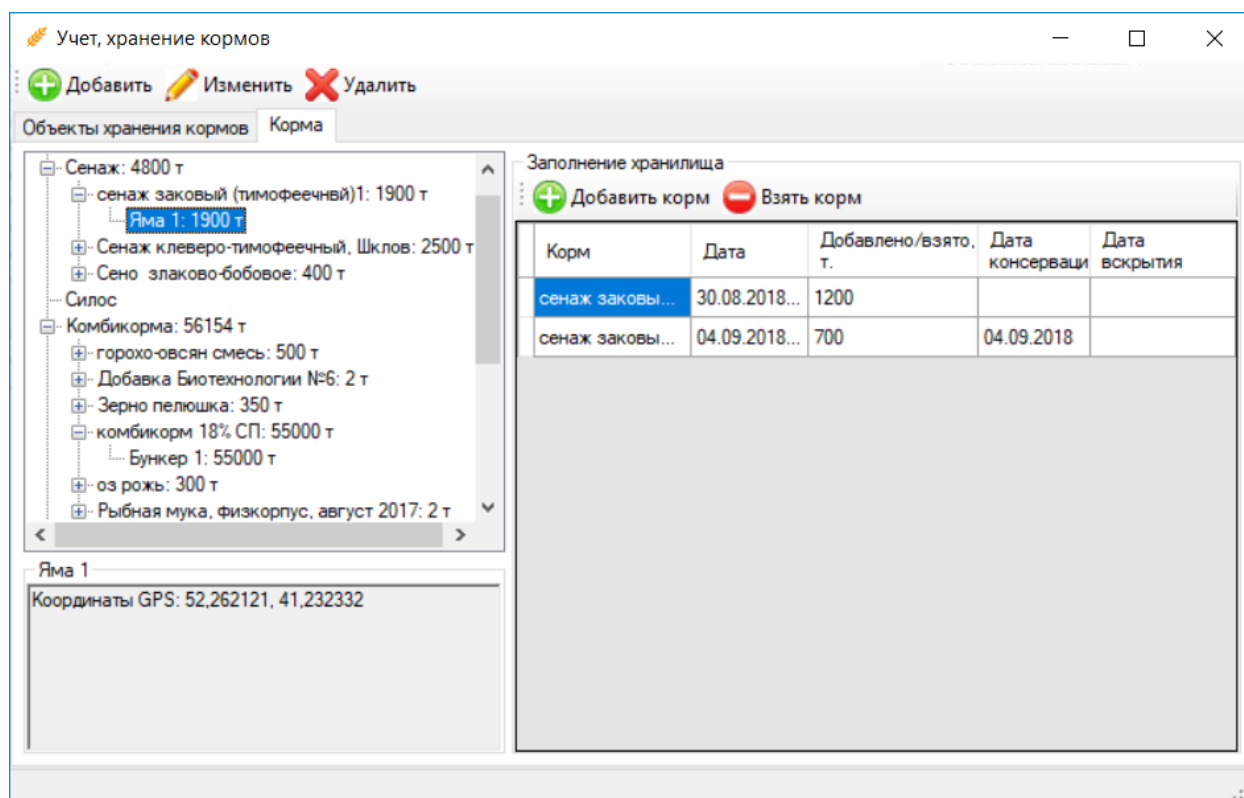 Учет, хранение кормов
Добавить Изменить Удалить
Объекты хранения кормов Корма
Сенаж: 4800 т
сенаж заковый (тимофеечнвй)1: 1900 т
Яма 1: 1900 т
Сенаж клеверо-тимофеечный, Шклов: 2500 т
Сено злаково-бобовое: 400 т
Силос
Комбикорма: 56154 т
горохо-овсян смесь: 500 т
Добавка Биотехнологии №6: 2 т
Зерно пелюшка: 350 т
комбикорм 18% СП: 55000 т
Бункер 1: 55000 т
оз рожь: 300 т
Рыбная мука, физкорпус, август 2017: 2 т
Яма 1
Координаты GPS: 52,262121, 41,232332
Заполнение хранилища
Добавить корм Взять корм
Корм Дата Добавлено/взято, т. Дата консерваци Дата вскрытия
сенаж заковы... 30.08.2018... 1200
сенаж заковы... 04.09.2018... 700 04.09.2018